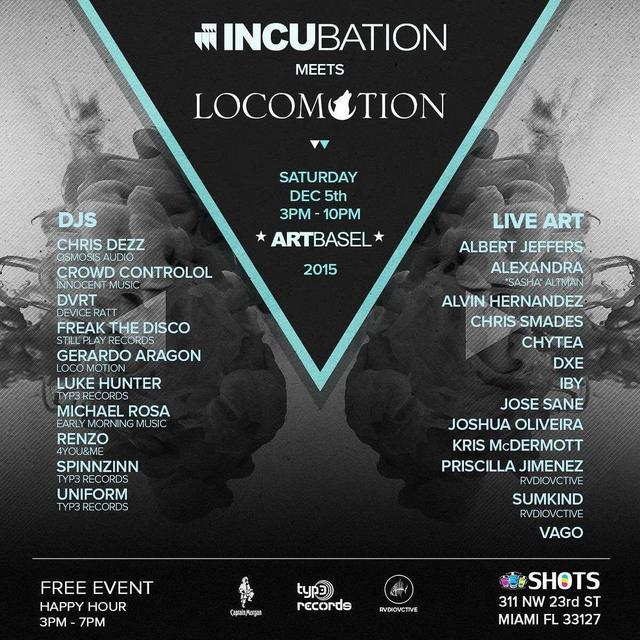 INCUBATION
MEETS
LOCOMOTION
SATURDAY
DEC 5th
3PM - 10PM
★ ARTBASEL ★
2015
DJS
CHRIS DEZZ
OSMOSIS AUDIO
CROWD CONTROLOL
INNOCENT MUSIC
DVRT
DEVICE RATT
FREAK THE DISCO
STILL PLAY RECORDS
GERARDO ARAGON
LOCO MOTION
LUKE HUNTER
TYP3 RECORDS
MICHAEL ROSA
EARLY MORNING MUSIC
RENZO
4YOU&ME
SPINNZINN
TYP3 RECORDS
UNIFORM
TYP3 RECORDS
LIVE ART
ALBERT JEFFERS
ALEXANDRA
"SASHA" ALTMAN
ALVIN HERNANDEZ
CHRIS SMADES
CHYTEA
DXE
IBY
JOSE SANE
JOSHUA OLIVEIRA
KRIS McDERMOTT
PRISCILLA JIMENEZ
RVDIOVCTIVE
SUMKIND
RVDIOVCTIVE
VAGO
FREE EVENT
HAPPY HOUR
3PM - 7PM
Captain Morgan
typ3
records
RVDIOVCTIVE
SHOTS
311 NW 23rd ST
MIAMI FL 33127